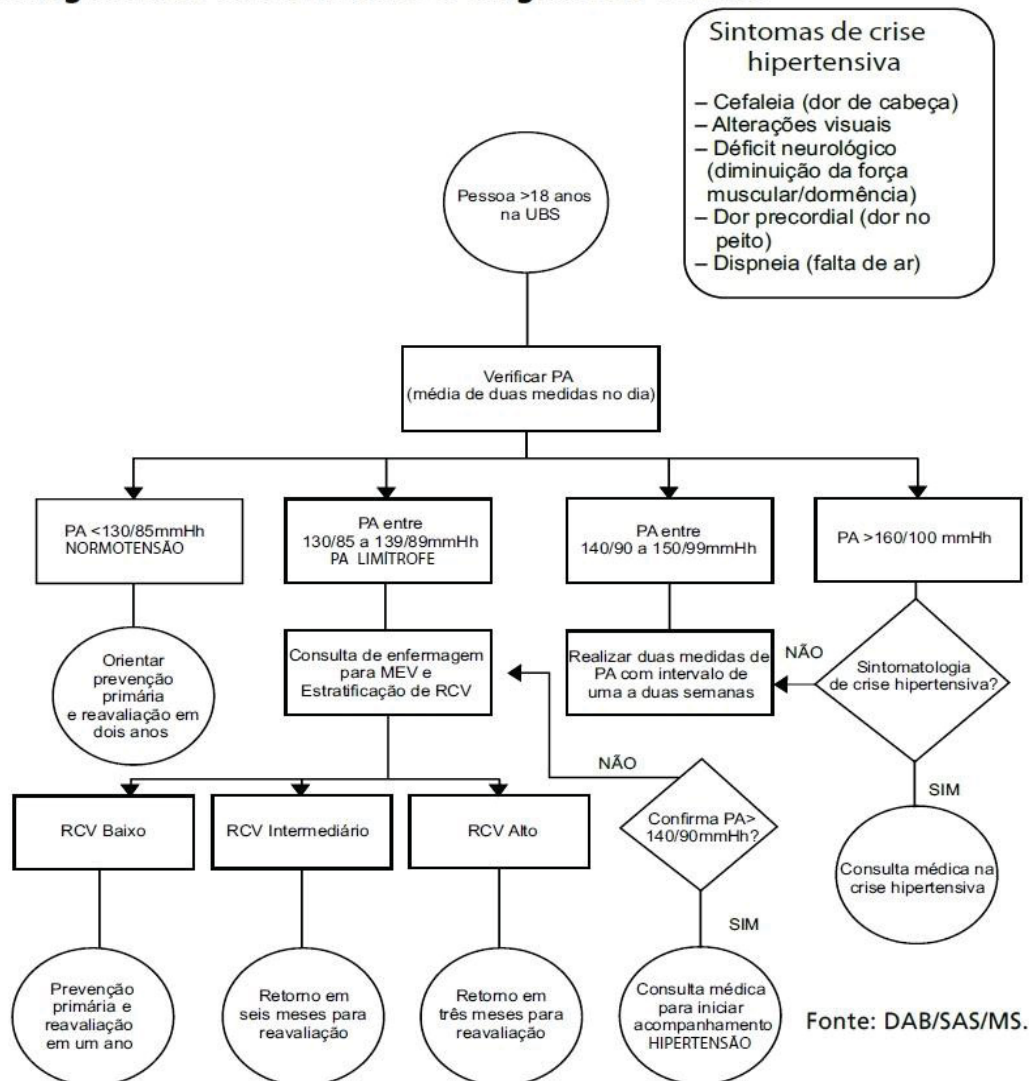 Sintomas de crise
hipertensiva
– Cefaleia (dor de cabeça)
– Alterações visuais
– Déficit neurológico
(diminuição da força
muscular/dormência)
– Dor precordial (dor no
peito)
– Dispneia (falta de ar)
Pessoa >18 anos
na UBS
Verificar PA
(média de duas medidas no dia)
PA <130/85mmHh
NORMOTENSÃO
PA entre
130/85 a 139/89mmHh
PA LIMÍTROFE
PA entre
140/90 a 150/99mmHh
PA >160/100 mmHh
Orientar
prevenção
primária
e reavaliação em
dois anos
Consulta de enfermagem
para MEV e
Estratificação de RCV
Realizar duas medidas de
PA com intervalo de
uma a duas semanas
NÃO
Sintomatologia
de crise hipertensiva?
NÃO
SIM
RCV Baixo
RCV Intermediário
RCV Alto
Confirma PA>
140/90mmHh?
Consulta médica na
crise hipertensiva
SIM
Prevenção
primária e
reavaliação
em um ano
Retorno em
seis meses para
reavaliação
Retorno em
três meses para
reavaliação
Consulta médica
para iniciar
acompanhamento
HIPERTENSÃO
Fonte: DAB/SAS/MS.